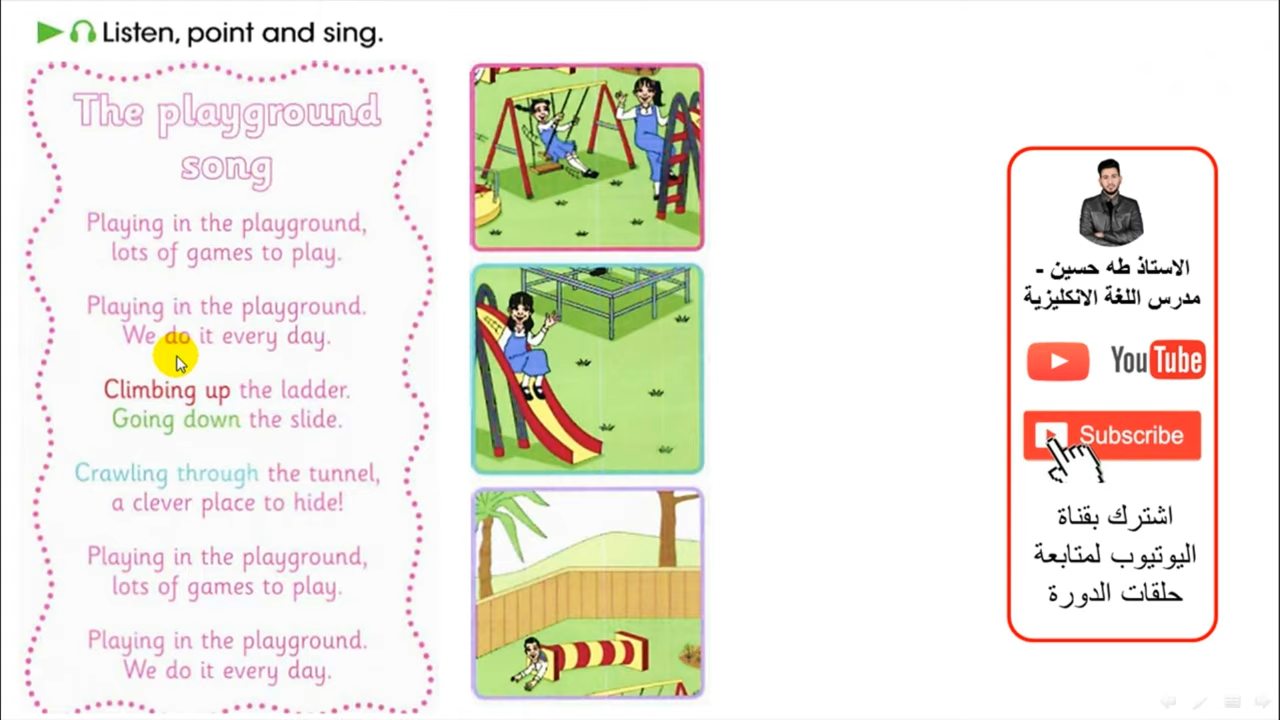 Listen, point and sing.
The playground
song
Playing in the playground,
lots of games to play.
Playing in the playground.
We do it every day.
Climbing up the ladder.
Going down the slide.
Crawling through the tunnel,
a clever place to hide!
Playing in the playground,
lots of games to play.
Playing in the playground.
We do it every day.
الاستاذ طه حسين -
مدرس اللغة الانكليزية
YouTube
Subscribe
اشترك بقناة
اليوتيوب لمتابعة
حلقات الدورة